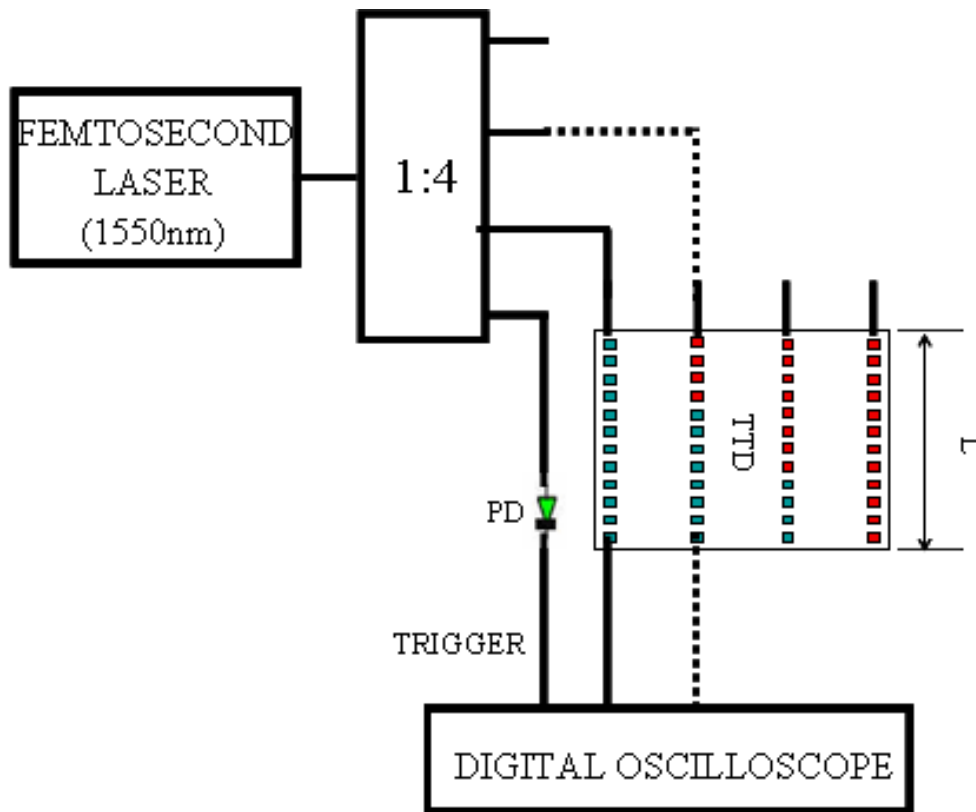 FEMTOSECOND
LASER
(1550nm)
1:4
TTD
L
PD
TRIGGER
DIGITAL OSCILLOSCOPE